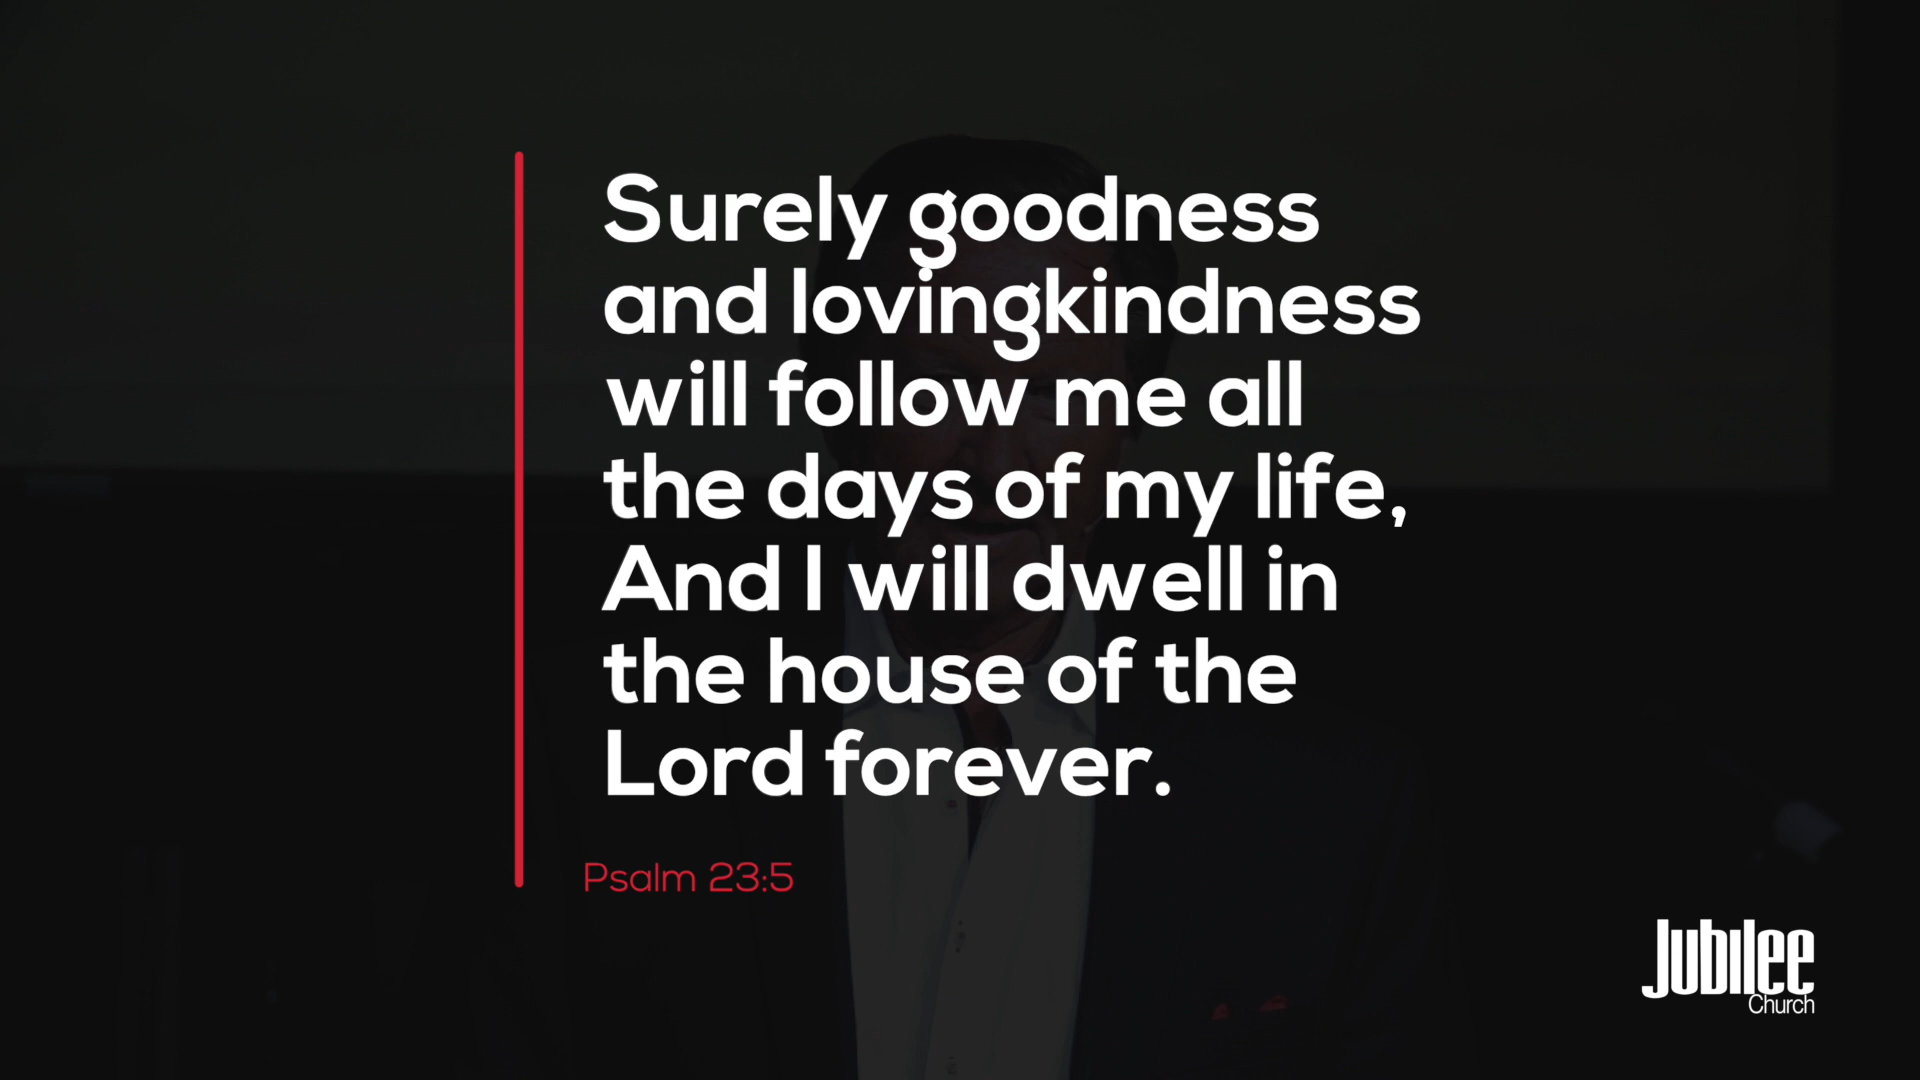 Surely goodness
and lovingkindness
will follow me all
the days of my life,
And I will dwell in
the house of the
Lord forever.
Psalm 23:5
Jubilee
Church